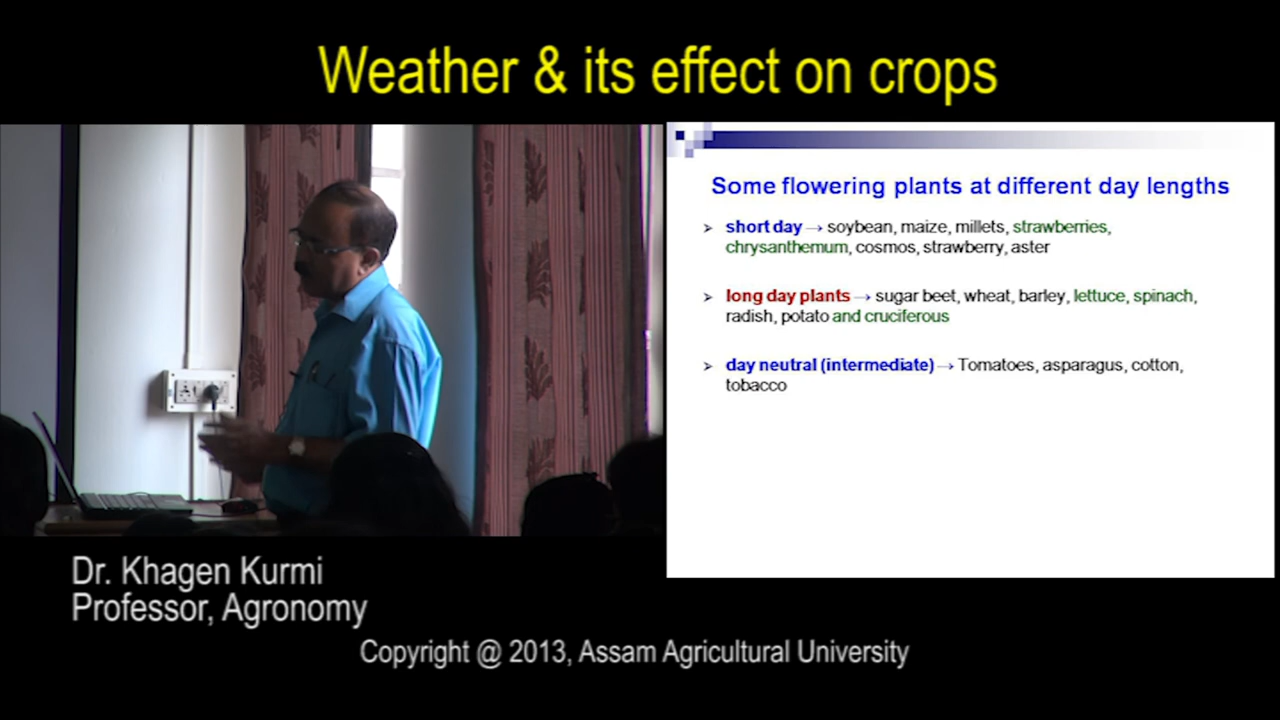 Weather & its effect on crops
Some flowering plants at different day lengths
short day → soybean, maize, millets, strawberries,
chrysanthemum, cosmos, strawberry, aster
long day plants → sugar beet, wheat, barley, lettuce, spinach,
radish, potato and cruciferous
day neutral (intermediate) → Tomatoes, asparagus, cotton,
tobacco
Dr. Khagen Kurmi
Professor, Agronomy
Copyright @ 2013, Assam Agricultural University